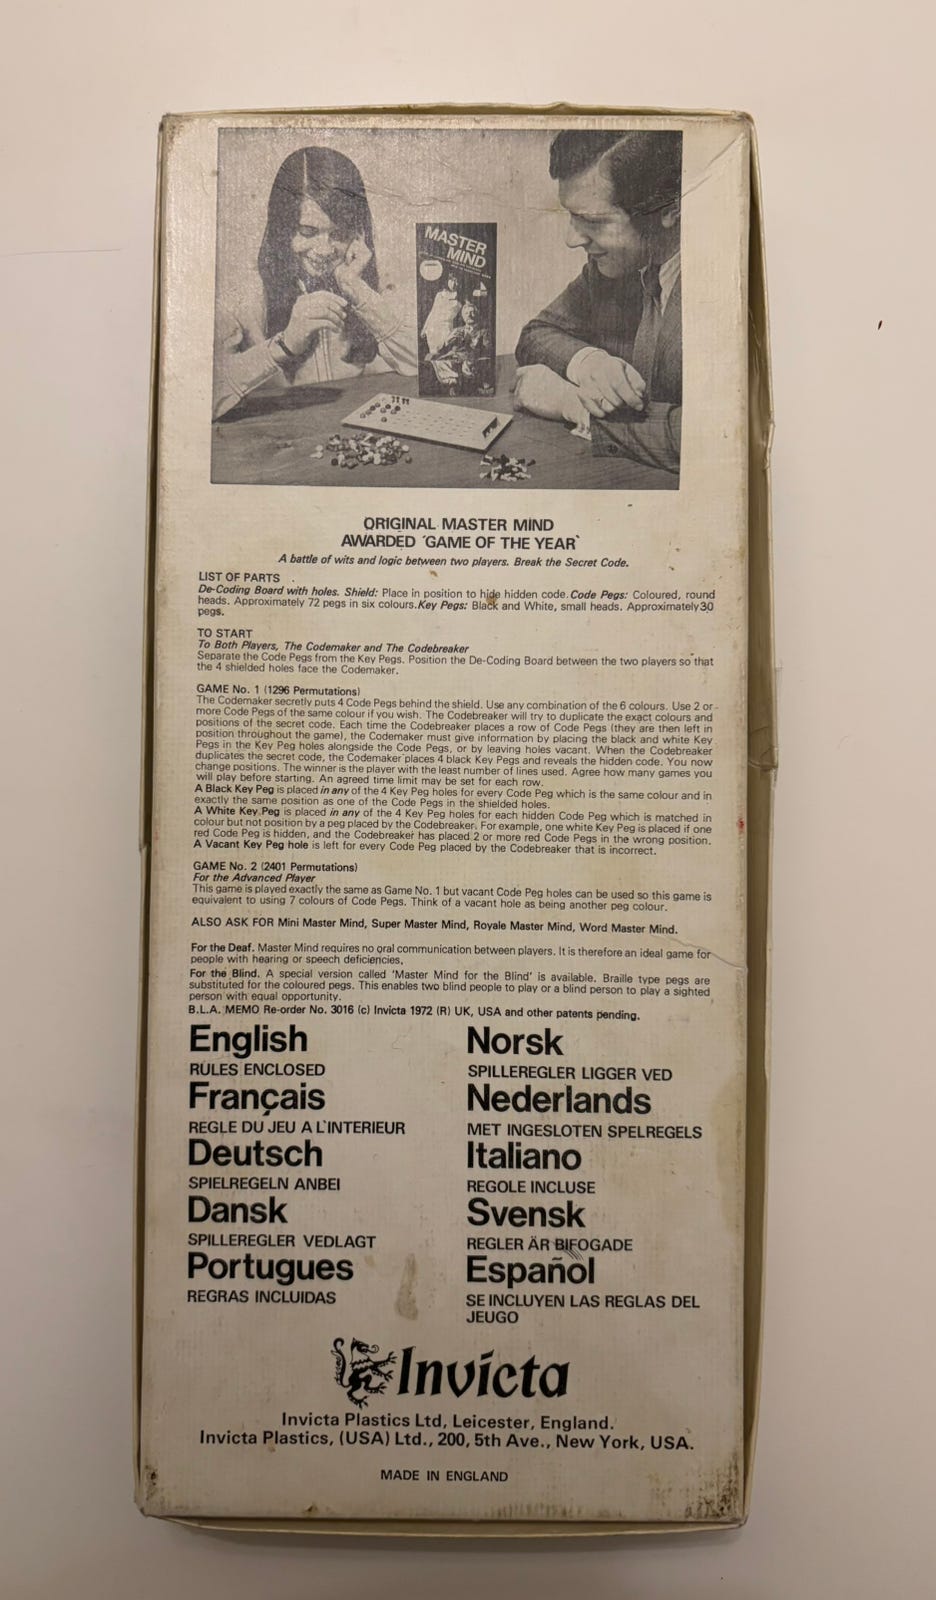 MASTER
MIND
ORIGINAL MASTER MIND
AWARDED 'GAME OF THE YEAR'
A battle of wits and logic between two players. Break the Secret Code.
LIST OF PARTS
De-Coding Board with holes. Shield: Place in position to hide hidden code. Code Pegs: Coloured, round
heads. Approximately 72 pegs in six colours. Key Pegs: Black and White, small heads. Approximately 30
pegs.
TO START
To Both Players, The Codemaker and The Codebreaker
Separate the Code Pegs from the Key Pegs. Position the De-Coding Board between the two players so that
the 4 shielded holes face the Codemaker.
GAME No. 1 (1296 Permutations)
The Codemaker secretly puts 4 Code Pegs behind the shield. Use any combination of the 6 colours. Use 2 or
more Code Pegs of the same colour if you wish. The Codebreaker will try to duplicate the exact colours and
positions of the secret code. Each time the Codebreaker places a row of Code Pegs (they are then left in
position throughout the game), the Codemaker must give information by placing the black and white Key
Pegs in the Key Peg holes alongside the Code Pegs, or by leaving holes vacant. When the Codebreaker
duplicates the secret code, the Codemaker places 4 black Key Pegs and reveals the hidden code. You now
change positions. The winner is the player with the least number of lines used. Agree how many games you
will play before starting. An agreed time limit may be set for each row.
A Black Key Peg is placed in any of the 4 Key Peg holes for every Code Peg which is the same colour and in
exactly the same position as one of the Code Pegs in the shielded holes.
A White Key Peg is placed in any of the 4 Key Peg holes for each hidden Code Peg which is matched in
colour but not position by a peg placed by the Codebreaker. For example, one white Key Peg is placed if one
red Code Peg is hidden, and the Codebreaker has placed 2 or more red Code Pegs in the wrong position.
A Vacant Key Peg hole is left for every Code Peg placed by the Codebreaker that is incorrect.
GAME No. 2 (2401 Permutations)
For the Advanced Player
This game is played exactly the same as Game No. 1 but vacant Code Peg holes can be used so this game is
equivalent to using 7 colours of Code Pegs. Think of a vacant hole as being another peg colour.
ALSO ASK FOR Mini Master Mind, Super Master Mind, Royale Master Mind, Word Master Mind.
For the Deaf. Master Mind requires no oral communication between players. It is therefore an ideal game for
people with hearing or speech deficiencies.
For the Blind. A special version called 'Master Mind for the Blind' is available. Braille type pegs are
substituted for the coloured pegs. This enables two blind people to play or a blind person to play a sighted
person with equal opportunity.
B.L.A. MEMO Re-order No. 3016 (c) Invicta 1972 (R) UK, USA and other patents pending.
English
RULES ENCLOSED
Français
REGLE DU JEU A L'INTERIEUR
Deutsch
SPIELREGELN ANBEI
Dansk
SPILLEREGLER VEDLAGT
Portugues
REGRAS INCLUIDAS
Norsk
SPILLEREGLER LIGGER VED
Nederlands
MET INGESLOTEN SPELREGELS
Italiano
REGOLE INCLUSE
Svensk
REGLER ÄR BIFOGADE
Español
SE INCLUYEN LAS REGLAS DEL
JEUGO
Invicta
Invicta Plastics Ltd, Leicester, England.
Invicta Plastics, (USA) Ltd., 200, 5th Ave., New York, USA.
MADE IN ENGLAND